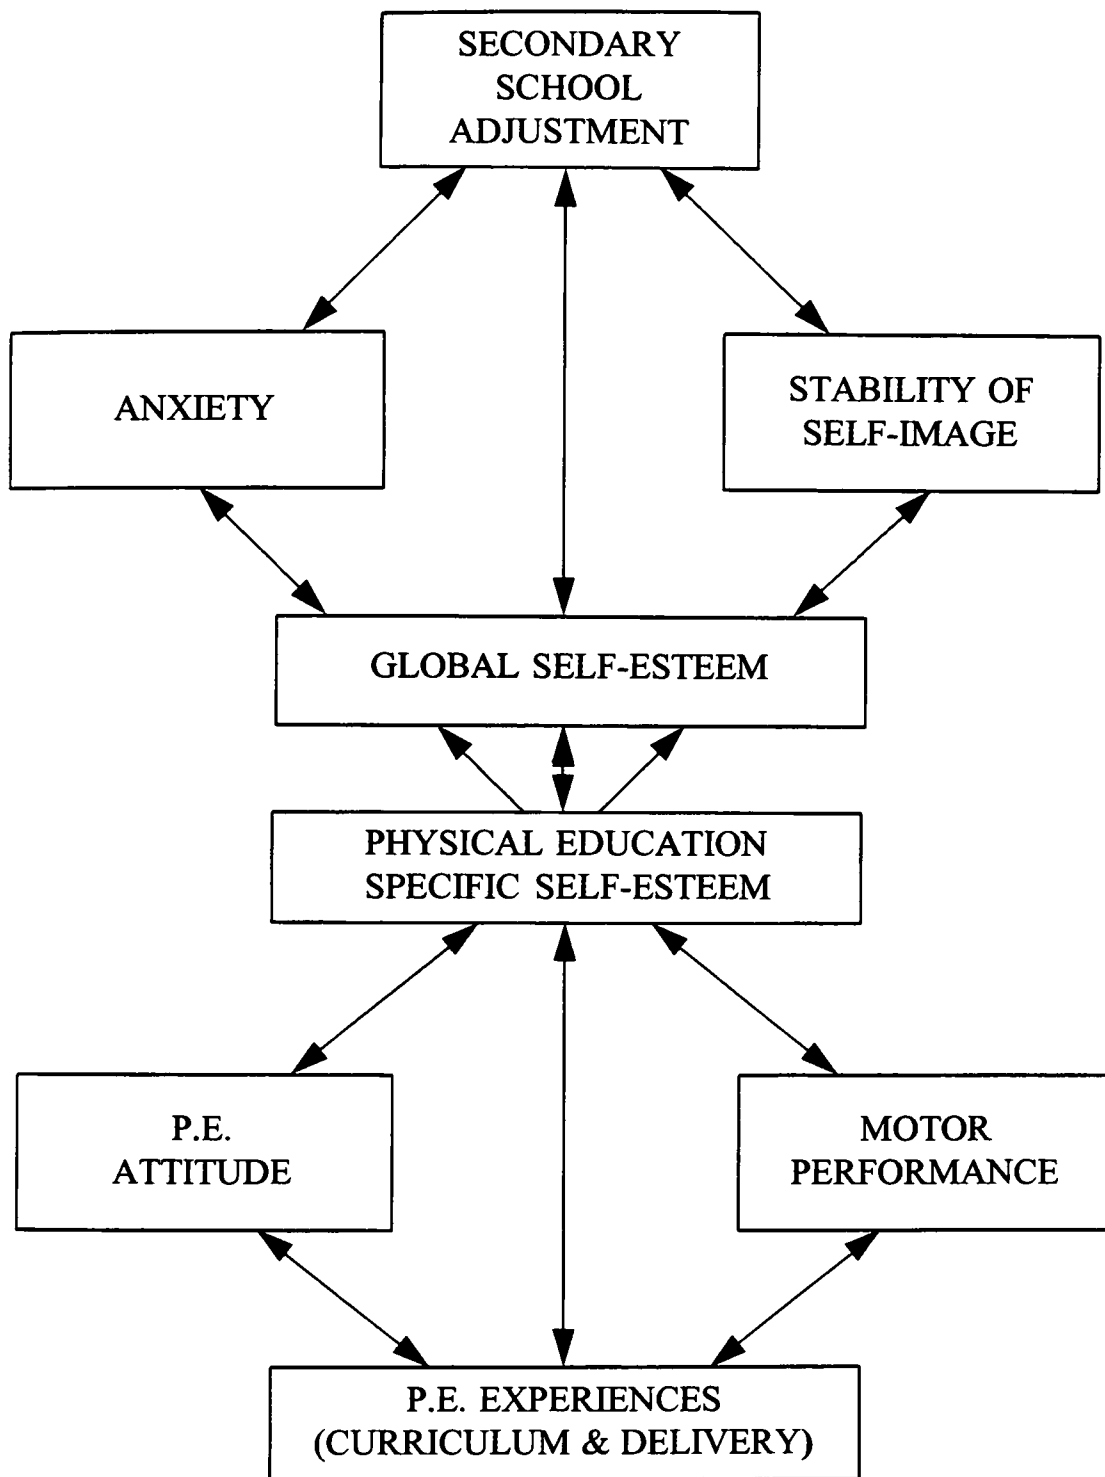 SECONDARY
SCHOOL
ADJUSTMENT
ANXIETY
STABILITY OF
SELF-IMAGE
GLOBAL SELF-ESTEEM
PHYSICAL EDUCATION
SPECIFIC SELF-ESTEEM
P.E.
ATTITUDE
MOTOR
PERFORMANCE
P.E. EXPERIENCES
(CURRICULUM & DELIVERY)